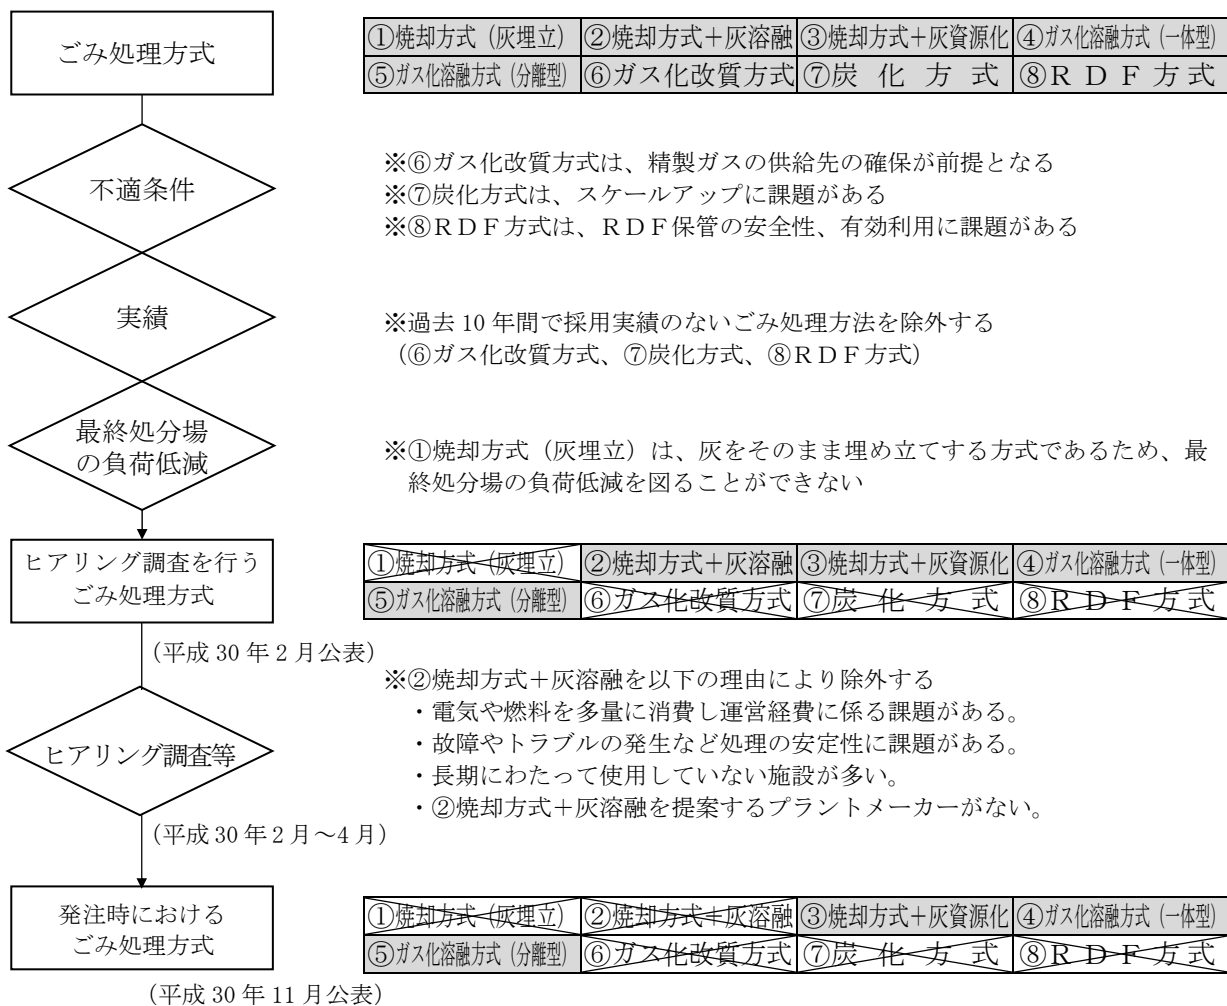 ごみ処理方式
①焼却方式（灰埋立） ②焼却方式＋灰溶融 ③焼却方式＋灰資源化 ④ガス化溶融方式（一体型）
⑤ガス化溶融方式（分離型） ⑥ガス化改質方式 ⑦炭化方式 ⑧ＲＤＦ方式
不適条件
※⑥ガス化改質方式は、精製ガスの供給先の確保が前提となる
※⑦炭化方式は、スケールアップに課題がある
※⑧ＲＤＦ方式は、ＲＤＦ保管の安全性、有効利用に課題がある
実績
※過去 10 年間で採用実績のないごみ処理方法を除外する
（⑥ガス化改質方式、⑦炭化方式、⑧ＲＤＦ方式）
最終処分場
の負荷低減
※①焼却方式（灰埋立）は、灰をそのまま埋め立てする方式であるため、最
終処分場の負荷低減を図ることができない
ヒアリング調査を行う
ごみ処理方式
①焼却方式（灰埋立） ②焼却方式＋灰溶融 ③焼却方式＋灰資源化 ④ガス化溶融方式（一体型）
⑤ガス化溶融方式（分離型） ⑥ガス化改質方式 ⑦炭化方式 ⑧ＲＤＦ方式
（平成 30 年 2 月公表）
ヒアリング調査等
※②焼却方式＋灰溶融を以下の理由により除外する
・電気や燃料を多量に消費し運営経費に係る課題がある。
・故障やトラブルの発生など処理の安定性に課題がある。
・長期にわたって使用していない施設が多い。
・②焼却方式＋灰溶融を提案するプラントメーカーがない。
（平成 30 年 2 月～4 月）
発注時における
ごみ処理方式
①焼却方式（灰埋立） ②焼却方式＋灰溶融 ③焼却方式＋灰資源化 ④ガス化溶融方式（一体型）
⑤ガス化溶融方式（分離型） ⑥ガス化改質方式 ⑦炭化方式 ⑧ＲＤＦ方式
（平成 30 年 11 月公表）